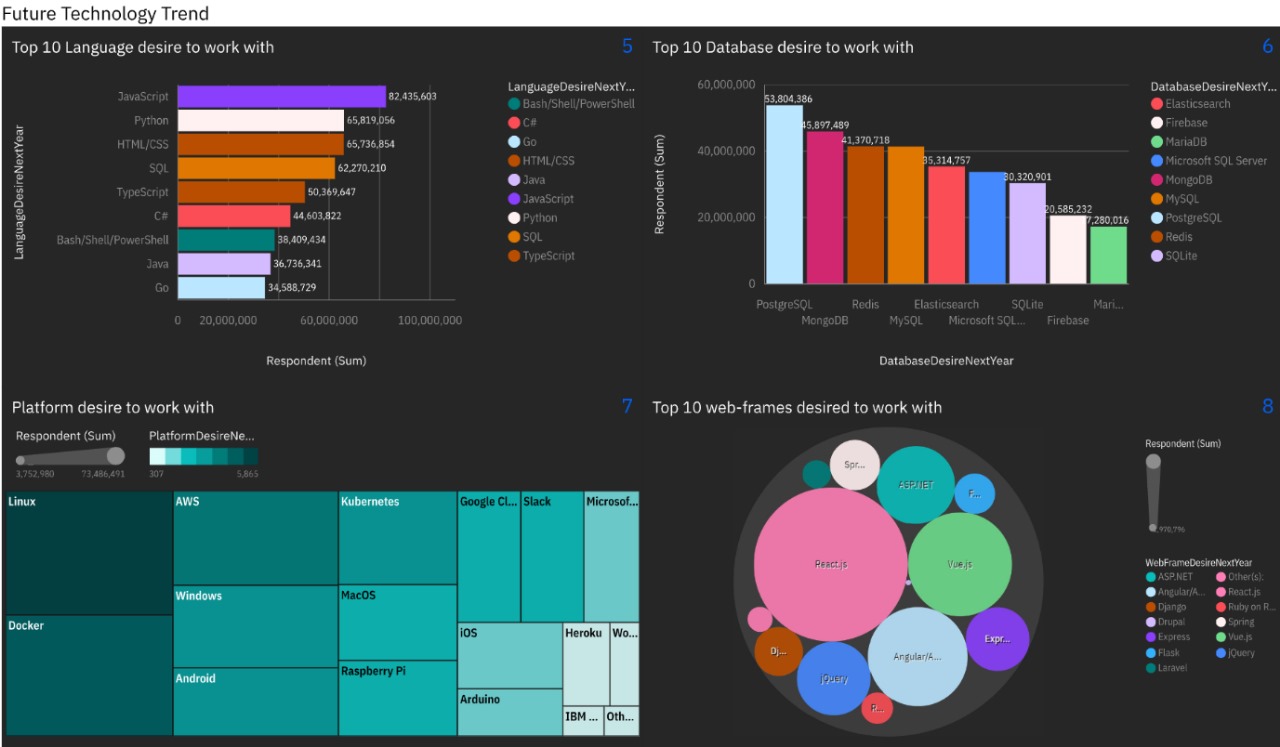 Future Technology Trend
Top 10 Language desire to work with
5
LanguageDesireNextYear
JavaScript
82,435,603
Python
65,819,056
HTML/CSS
65,736,854
SQL
62,270,210
TypeScript
50,369,647
C#
44,603,822
Bash/Shell/PowerShell
38,409,434
Java
36,736,341
Go
34,588,729
0 20,000,000 60,000,000 100,000,000
Respondent (Sum)
LanguageDesireNextY...
Bash/Shell/PowerShell
C#
Go
HTML/CSS
Java
JavaScript
Python
SQL
TypeScript
Top 10 Database desire to work with
6
Respondent (Sum)
60,000,000
40,000,000
20,000,000
0
53,804,386
45,897,489
41,370,718
35,314,757
30,320,901
20,585,232
7,280,016
PostgreSQL Redis Elasticsearch SQLite Mari...
MongoDB MySQL Microsoft SQL... Firebase
DatabaseDesireNextYear
DatabaseDesireNextY...
Elasticsearch
Firebase
MariaDB
Microsoft SQL Server
MongoDB
MySQL
PostgreSQL
Redis
SQLite
Platform desire to work with
7
Respondent (Sum)
3,752,980 73,486,491
PlatformDesireNe...
307 5,865
Linux
Docker
AWS
Windows
Android
Kubernetes
MacOS
Raspberry Pi
Google Cl...
Slack
Microsof...
iOS
Arduino
Heroku
Wo...
IBM ...
Oth...
Top 10 web-frames desired to work with
8
Spr...
ASP.NET
F...
React.js
Vue.js
Expr...
Angular/A...
Dj...
jQuery
R...
Respondent (Sum)
WebFrameDesireNextYear
ASP.NET Other(s):
Angular/A... React.js
Django Ruby on R...
Drupal Spring
Express Vue.js
Flask jQuery
Laravel